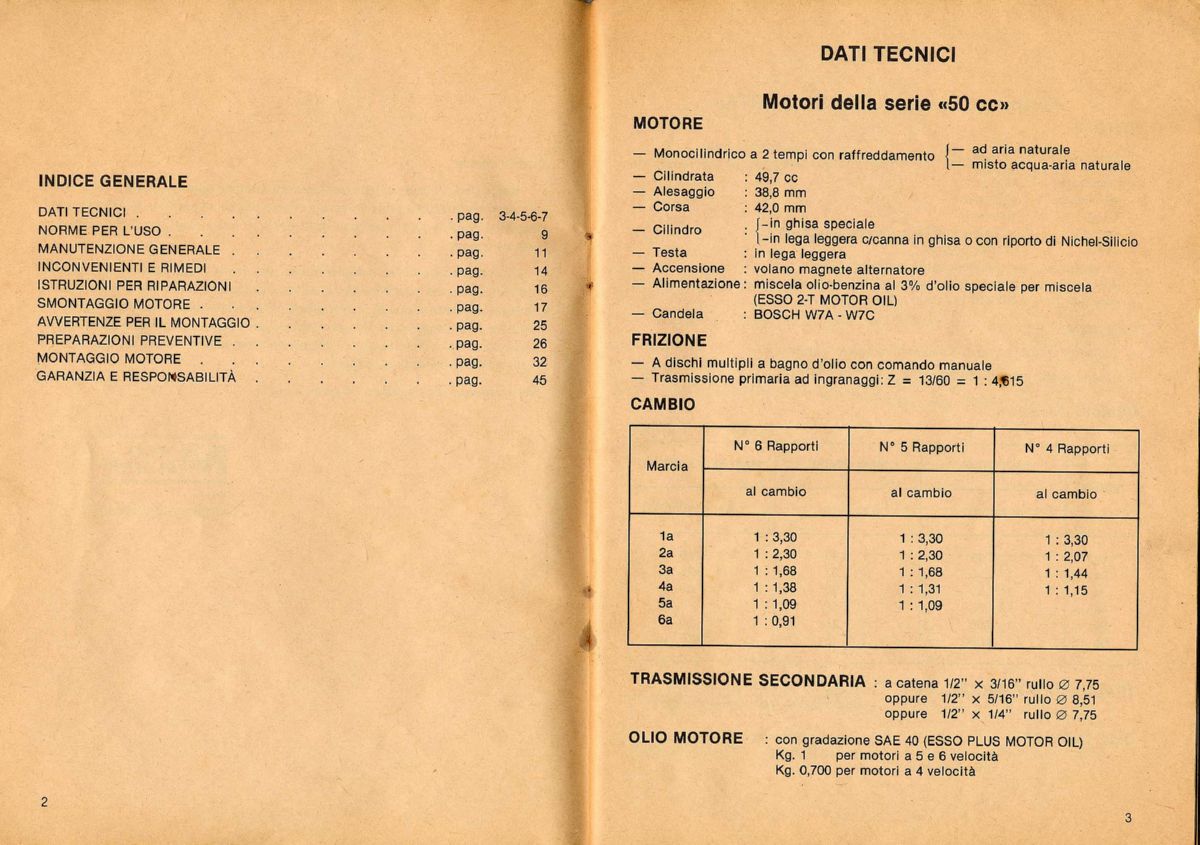 INDICE GENERALE
DATI TECNICI . . . . . . . . . . . pag. 3-4-5-6-7
NORME PER L'USO . . . . . . . . . . pag. 9
MANUTENZIONE GENERALE . . . . . . . . pag. 11
INCONVENIENTI E RIMEDI . . . . . . . . pag. 14
ISTRUZIONI PER RIPARAZIONI . . . . . . . pag. 16
SMONTAGGIO MOTORE . . . . . . . . . pag. 17
AVVERTENZE PER IL MONTAGGIO . . . . . . . pag. 25
PREPARAZIONI PREVENTIVE . . . . . . . . pag. 26
MONTAGGIO MOTORE . . . . . . . . . pag. 32
GARANZIA E RESPONSABILITÀ . . . . . . . pag. 45
2
DATI TECNICI
Motori della serie «50 cc»
MOTORE
— Monocilindrico a 2 tempi con raffreddamento { — ad aria naturale
— misto acqua-aria naturale
— Cilindrata : 49,7 cc
— Alesaggio : 38,8 mm
— Corsa : 42,0 mm
— Cilindro : { -in ghisa speciale
-in lega leggera c/canna in ghisa o con riporto di Nichel-Silicio
— Testa : in lega leggera
— Accensione : volano magnete alternatore
— Alimentazione : miscela olio-benzina al 3% d'olio speciale per miscela
(ESSO 2-T MOTOR OIL)
— Candela : BOSCH W7A - W7C
FRIZIONE
— A dischi multipli a bagno d'olio con comando manuale
— Trasmissione primaria ad ingranaggi: Z = 13/60 = 1 : 4,615
CAMBIO
Marcia N° 6 Rapporti N° 5 Rapporti N° 4 Rapporti
al cambio al cambio al cambio
1a 1 : 3,30 1 : 3,30 1 : 3,30
2a 1 : 2,30 1 : 2,30 1 : 2,07
3a 1 : 1,68 1 : 1,68 1 : 1,44
4a 1 : 1,38 1 : 1,31 1 : 1,15
5a 1 : 1,09 1 : 1,09
6a 1 : 0,91
TRASMISSIONE SECONDARIA : a catena 1/2'' × 3/16'' rullo ∅ 7,75
oppure 1/2'' × 5/16'' rullo ∅ 8,51
oppure 1/2'' × 1/4'' rullo ∅ 7,75
OLIO MOTORE : con gradazione SAE 40 (ESSO PLUS MOTOR OIL)
Kg. 1 per motori a 5 e 6 velocità
Kg. 0,700 per motori a 4 velocità
3